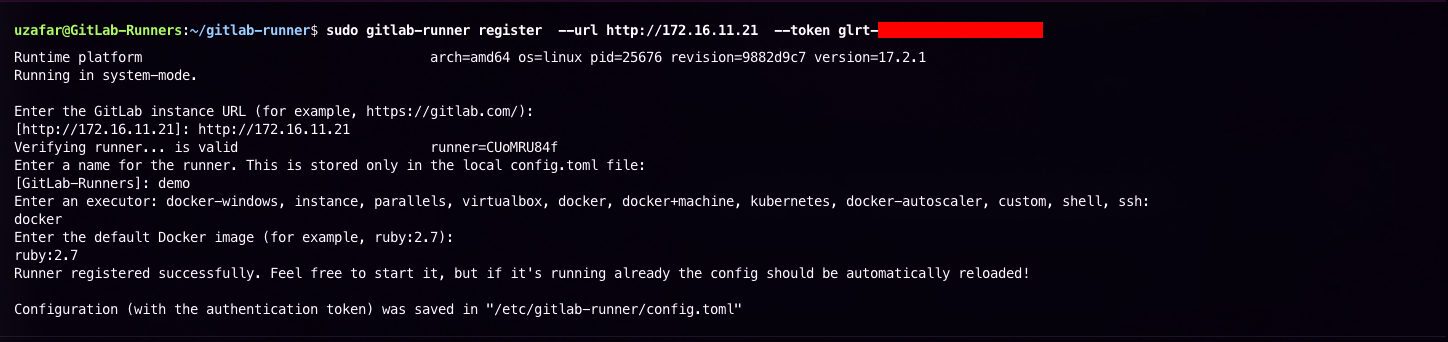 uzafar@GitLab-Runners:~/gitlab-runner$ sudo gitlab-runner register  --url http://172.16.11.21  --token glrt-
Runtime platform                                    arch=amd64 os=linux pid=25676 revision=9882d9c7 version=17.2.1
Running in system-mode.
Enter the GitLab instance URL (for example, https://gitlab.com/):
[http://172.16.11.21]: http://172.16.11.21
Verifying runner... is valid                        runner=CUoMRU84f
Enter a name for the runner. This is stored only in the local config.toml file:
[GitLab-Runners]: demo
Enter an executor: docker-windows, instance, parallels, virtualbox, docker, docker+machine, kubernetes, docker-autoscaler, custom, shell, ssh:
docker
Enter the default Docker image (for example, ruby:2.7):
ruby:2.7
Runner registered successfully. Feel free to start it, but if it's running already the config should be automatically reloaded!
Configuration (with the authentication token) was saved in "/etc/gitlab-runner/config.toml"